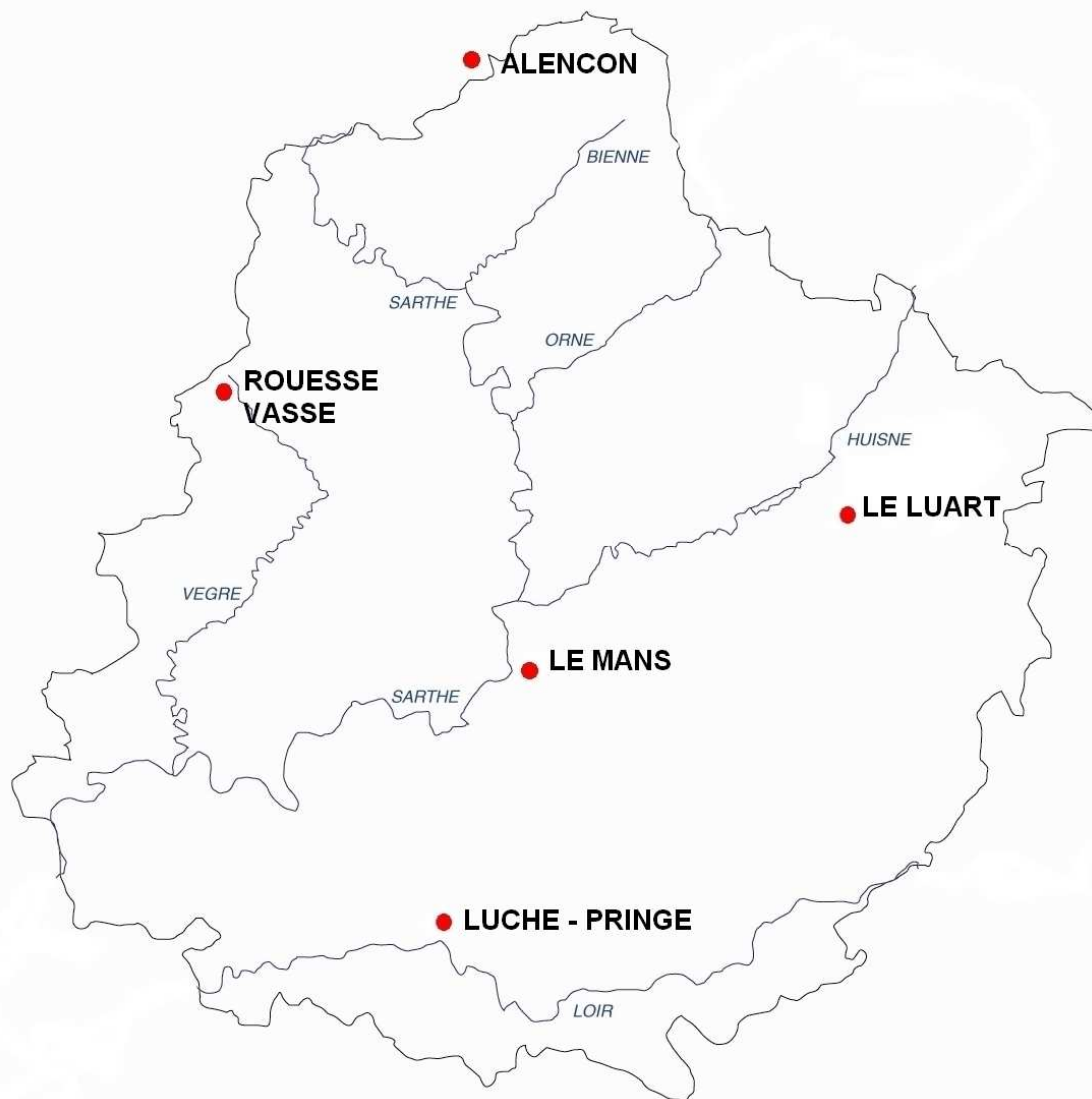 ALENCON
BIENNE
SARTHE
ORNE
ROUESSE
VASSE
HUISNE
LE LUART
VEGRE
LE MANS
SARTHE
LUCHE - PRINGE
LOIR